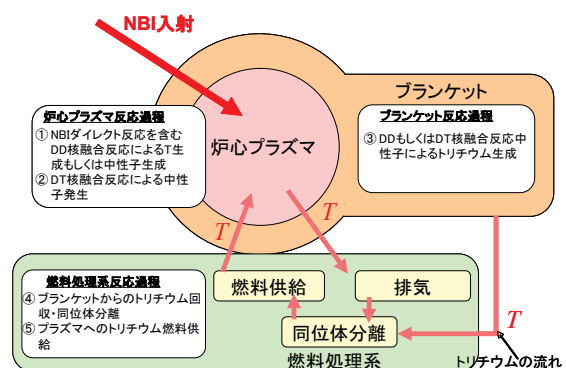 NBI入射
ブランケット
炉心プラズマ反応過程
① NBIダイレクト反応を含む
DD核融合反応によるT生
成もしくは中性子生成
② DT核融合反応による中性
子発生
炉心プラズマ
ブランケット反応過程
③ DDもしくはDT核融合反応中
性子によるトリチウム生成
T
T
燃料処理系反応過程
④ ブランケットからのトリチウム回
収・同位体分離
⑤ プラズマへのトリチウム燃料供
給
燃料供給
排気
T
同位体分離
燃料処理系
トリチウムの流れ